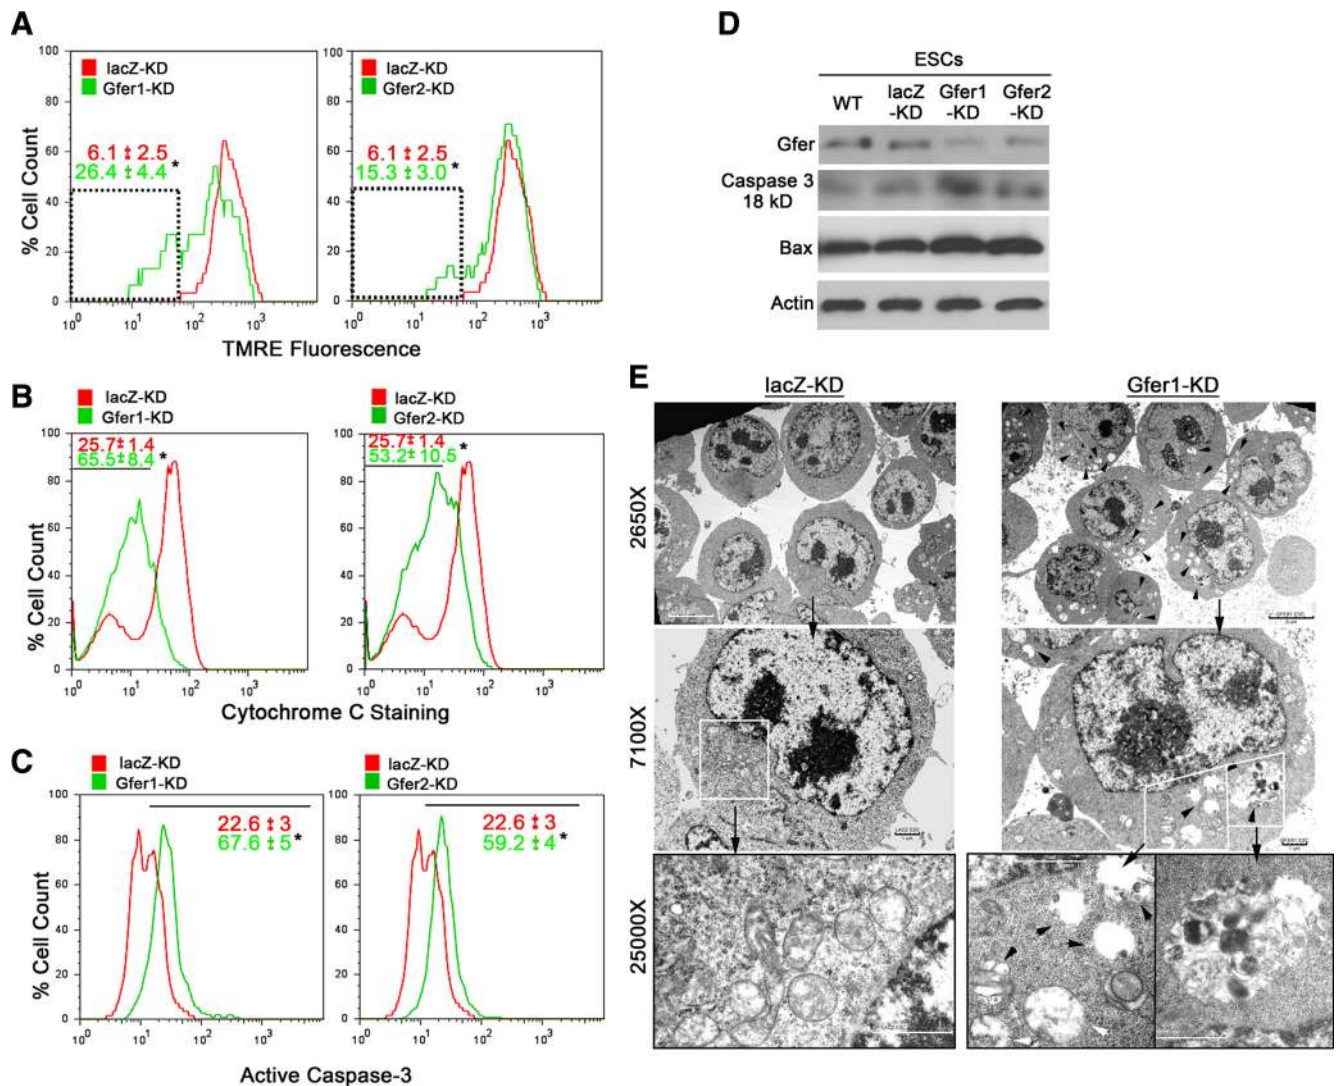 A
lacZ-KD
Gfer1-KD
6.1 ± 2.5
26.4 ± 4.4 *
% Cell Count
100
80
60
40
20
0
10⁰ 10¹ 10² 10³
lacZ-KD
Gfer2-KD
6.1 ± 2.5
15.3 ± 3.0 *
100
80
60
40
20
0
10⁰ 10¹ 10² 10³
TMRE Fluorescence
B
lacZ-KD
Gfer1-KD
25.7 ± 1.4
65.5 ± 8.4 *
% Cell Count
100
80
60
40
20
0
10⁰ 10¹ 10² 10³
lacZ-KD
Gfer2-KD
25.7 ± 1.4
53.2 ± 10.5 *
100
80
60
40
20
0
10⁰ 10¹ 10² 10³
Cytochrome C Staining
C
lacZ-KD
Gfer1-KD
22.6 ± 3
67.6 ± 5 *
% Cell Count
100
80
60
40
20
0
10⁰ 10¹ 10² 10³ 10⁴
lacZ-KD
Gfer2-KD
22.6 ± 3
59.2 ± 4 *
100
80
60
40
20
0
10⁰ 10¹ 10² 10³ 10⁴
Active Caspase-3
D
ESCs
WT lacZ-KD Gfer1-KD Gfer2-KD
Gfer
Caspase 3
18 kD
Bax
Actin
E
lacZ-KD Gfer1-KD
2650X
7100X
25000X